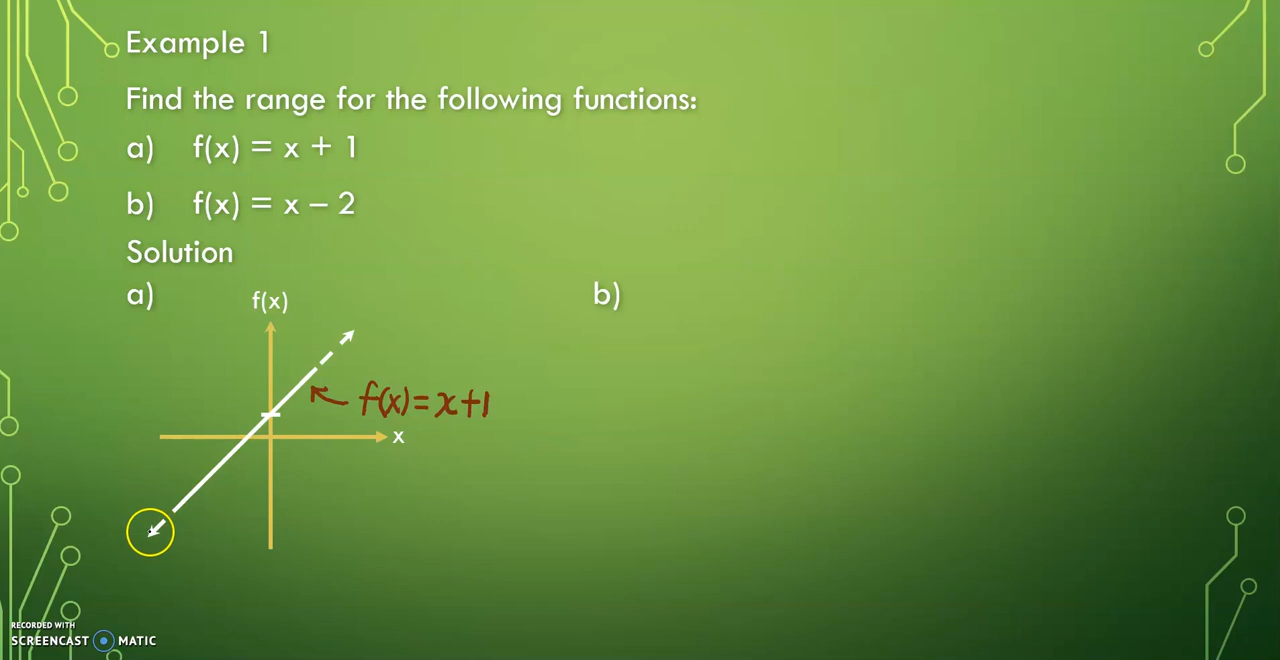 Example 1
Find the range for the following functions:
a) f(x) = x + 1
b) f(x) = x – 2
Solution
a)
b)
f(x)
f(x)=x+1
x
RECORDED WITH
SCREENCAST MATIC